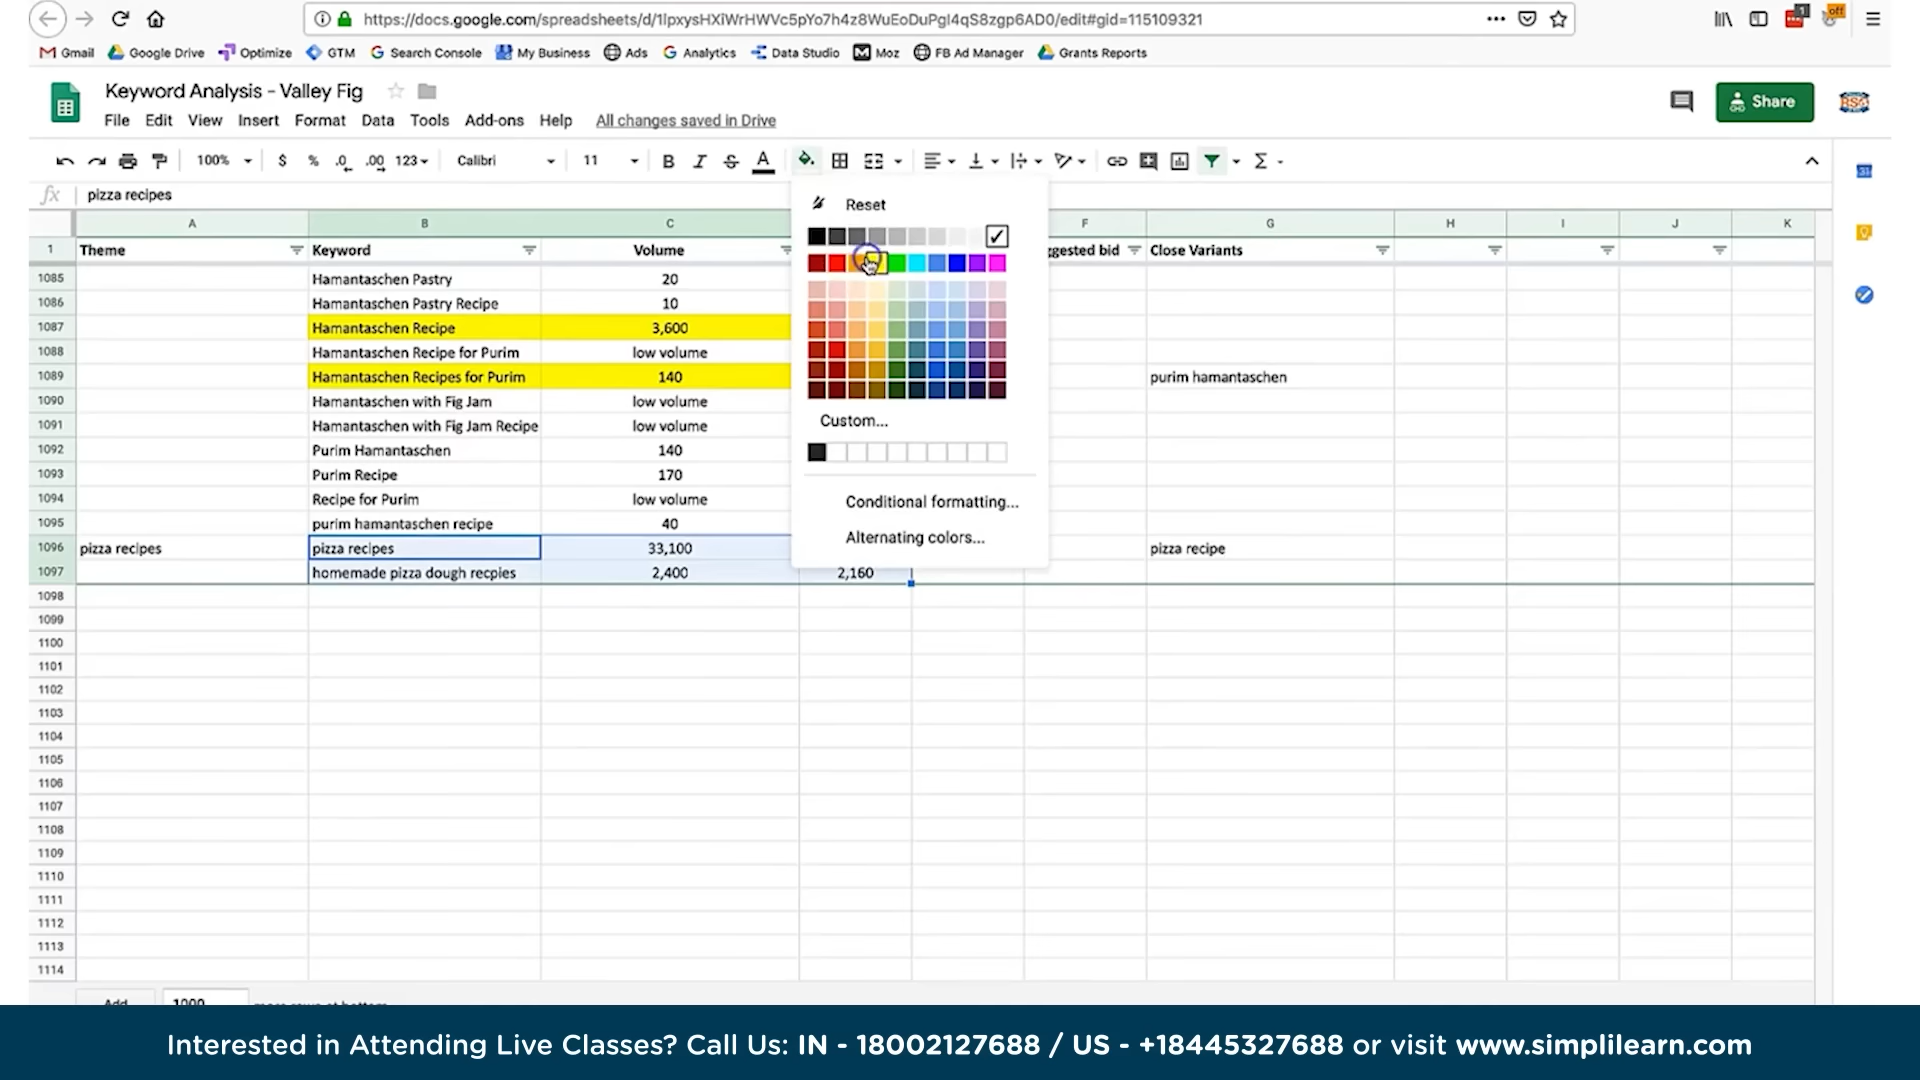 https://docs.google.com/spreadsheets/d/1lpxysHXiWrHWVc5pYo7h4z8WuEoDuPgI4qS8zgp6AD0/edit#gid=115109321
1
off
Gmail Google Drive Optimize GTM Search Console My Business Ads Analytics Data Studio Moz FB Ad Manager Grants Reports
Keyword Analysis - Valley Fig
Share
File Edit View Insert Format Data Tools Add-ons Help All changes saved in Drive
100% $ % .0 .00 123 Calibri 11 B I S A
fx pizza recipes
Reset
A B C F G H I J K
1 Theme Keyword Volume ggested bid Close Variants
1085 Hamantaschen Pastry 20
1086 Hamantaschen Pastry Recipe 10
1087 Hamantaschen Recipe 3,600
1088 Hamantaschen Recipe for Purim low volume
1089 Hamantaschen Recipes for Purim 140 purim hamantaschen
1090 Hamantaschen with Fig Jam low volume
Custom...
1091 Hamantaschen with Fig Jam Recipe low volume
1092 Purim Hamantaschen 140
1093 Purim Recipe 170
1094 Recipe for Purim low volume
Conditional formatting...
1095 purim hamantaschen recipe 40
Alternating colors...
1096 pizza recipes pizza recipes 33,100 pizza recipe
1097 homemade pizza dough recpies 2,400 2,160
1098
1099
1100
1101
1102
1103
1104
1105
1106
1107
1108
1109
1110
1111
1112
1113
1114
Add 1000 more rows at bottom
Interested in Attending Live Classes? Call Us: IN - 18002127688 / US - +18445327688 or visit www.simplilearn.com